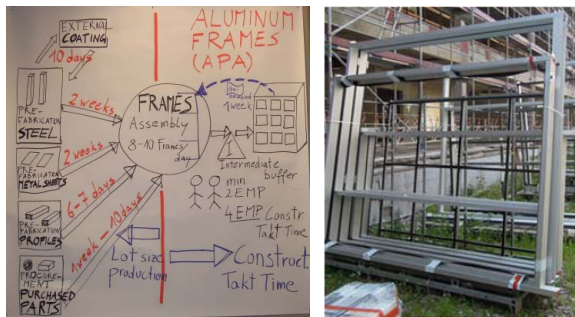 EXTERNAL
COATING
10 days
ALUMINUM
FRAMES
(APA)
PRE-
FABRICATION
STEEL
2 weeks
FRAMES
Assembly
8-10 Frames/
day
1 week
PRE-
FABRICATION
METAL SHEETS
2 weeks
Intermediate
buffer
min
2 EMP
4 EMP Constr
Takt Time
PRE-
FABRICATION
PROFILES
6-7 days
PROCURE-
MENT
PURCHASED
PARTS
1 week - 10 days
Lot size
production
Construct.
Takt Time